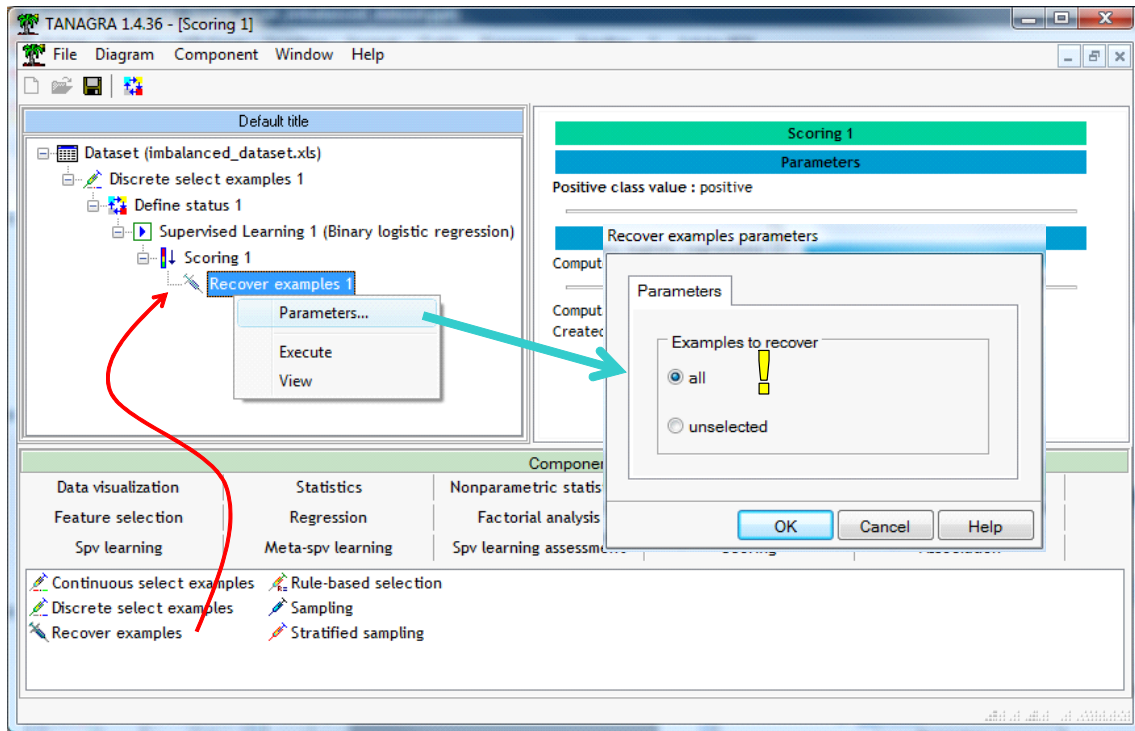 TANAGRA 1.4.36 - [Scoring 1]
File Diagram Component Window Help
Default title
Dataset (imbalanced_dataset.xls)
Discrete select examples 1
Define status 1
Supervised Learning 1 (Binary logistic regression)
Scoring 1
Recover examples 1
Parameters...
Execute
View
Scoring 1
Parameters
Positive class value : positive
Comput
Comput
Created
Recover examples parameters
Parameters
Examples to recover
all
!
unselected
OK Cancel Help
Componen
Data visualization Statistics Nonparametric statis
Feature selection Regression Factorial analysis
Spv learning Meta-spv learning Spv learning assessment Scoring Association
Continuous select examples Rule-based selection
Discrete select examples Sampling
Recover examples Stratified sampling